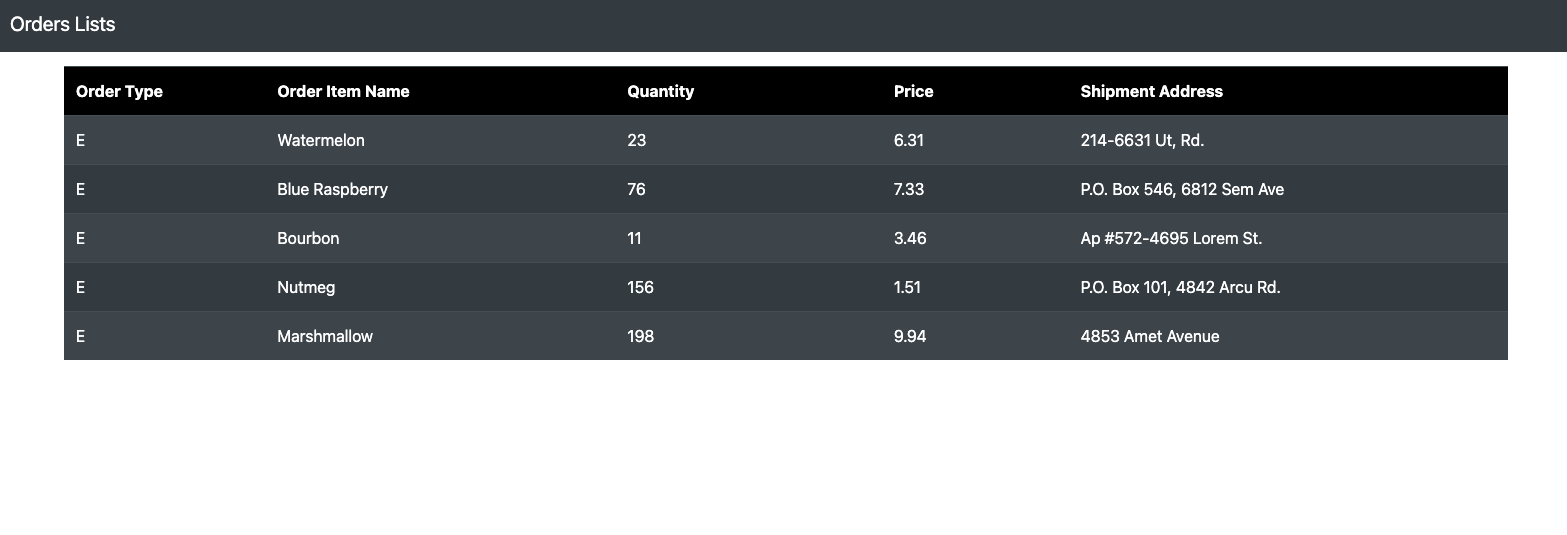 Orders Lists
Order Type Order Item Name Quantity Price Shipment Address
E Watermelon 23 6.31 214-6631 Ut, Rd.
E Blue Raspberry 76 7.33 P.O. Box 546, 6812 Sem Ave
E Bourbon 11 3.46 Ap #572-4695 Lorem St.
E Nutmeg 156 1.51 P.O. Box 101, 4842 Arcu Rd.
E Marshmallow 198 9.94 4853 Amet Avenue